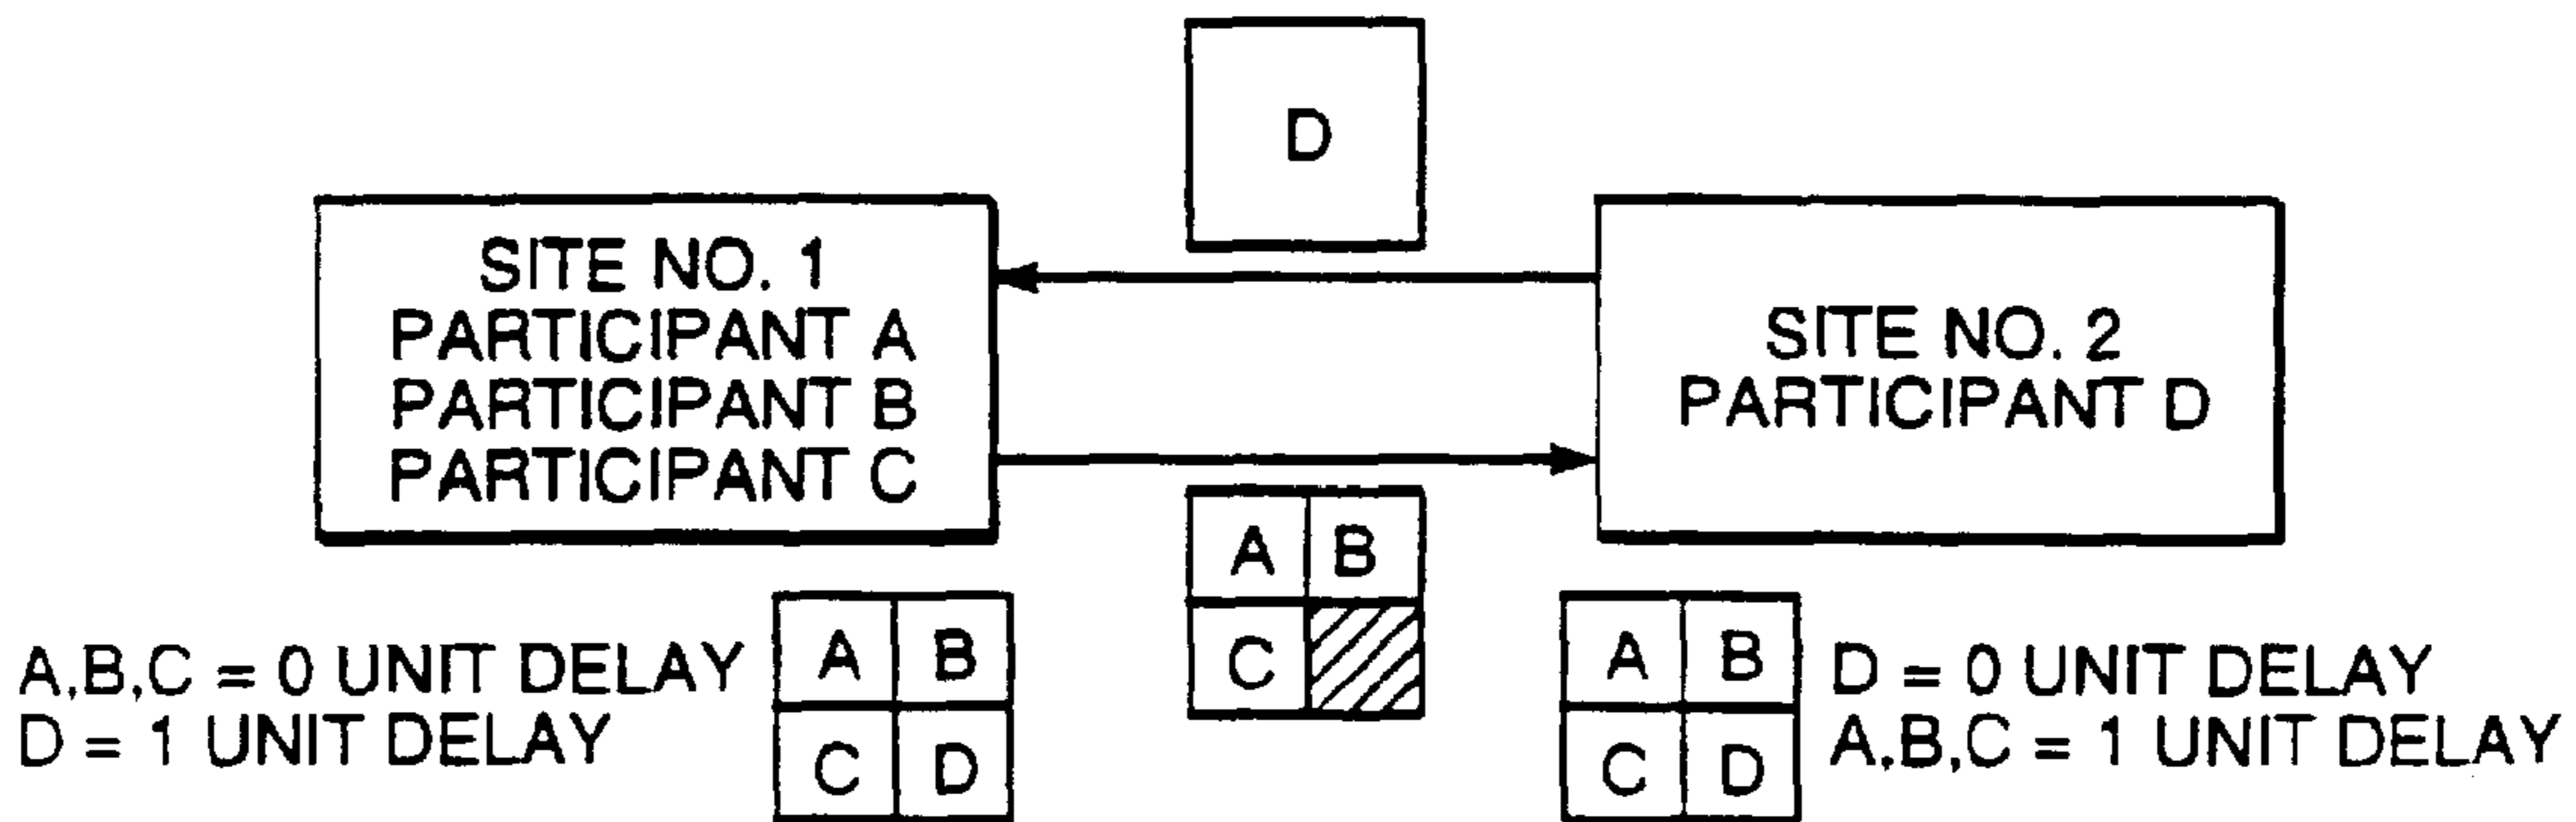 D
SITE NO. 1
PARTICIPANT A
PARTICIPANT B
PARTICIPANT C
SITE NO. 2
PARTICIPANT D
A B
C
A,B,C = 0 UNIT DELAY
D = 1 UNIT DELAY
A B
C D
A B
C D
D = 0 UNIT DELAY
A,B,C = 1 UNIT DELAY